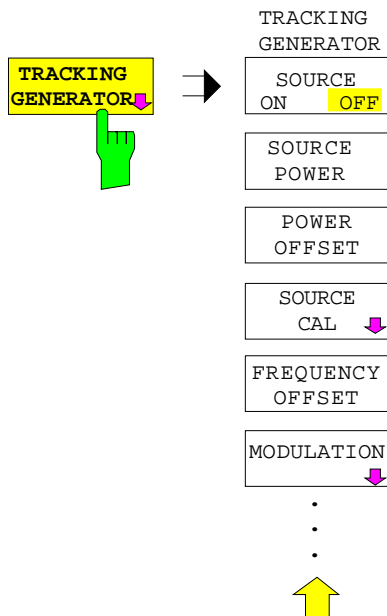 TRACKING
GENERATOR
TRACKING
GENERATOR
SOURCE
ON OFF
SOURCE
POWER
POWER
OFFSET
SOURCE
CAL
FREQUENCY
OFFSET
MODULATION